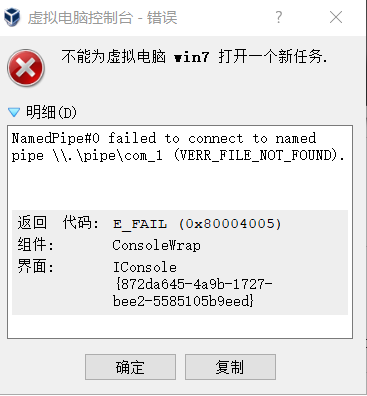 虚拟电脑控制台 - 错误
不能为虚拟电脑 win7 打开一个新任务.
明细(D)
NamedPipe#0 failed to connect to named
pipe \\.\pipe\com_1 (VERR_FILE_NOT_FOUND).
返回 代码: E_FAIL (0x80004005)
组件: ConsoleWrap
界面: IConsole
{872da645-4a9b-1727-
bee2-5585105b9eed}
确定 复制